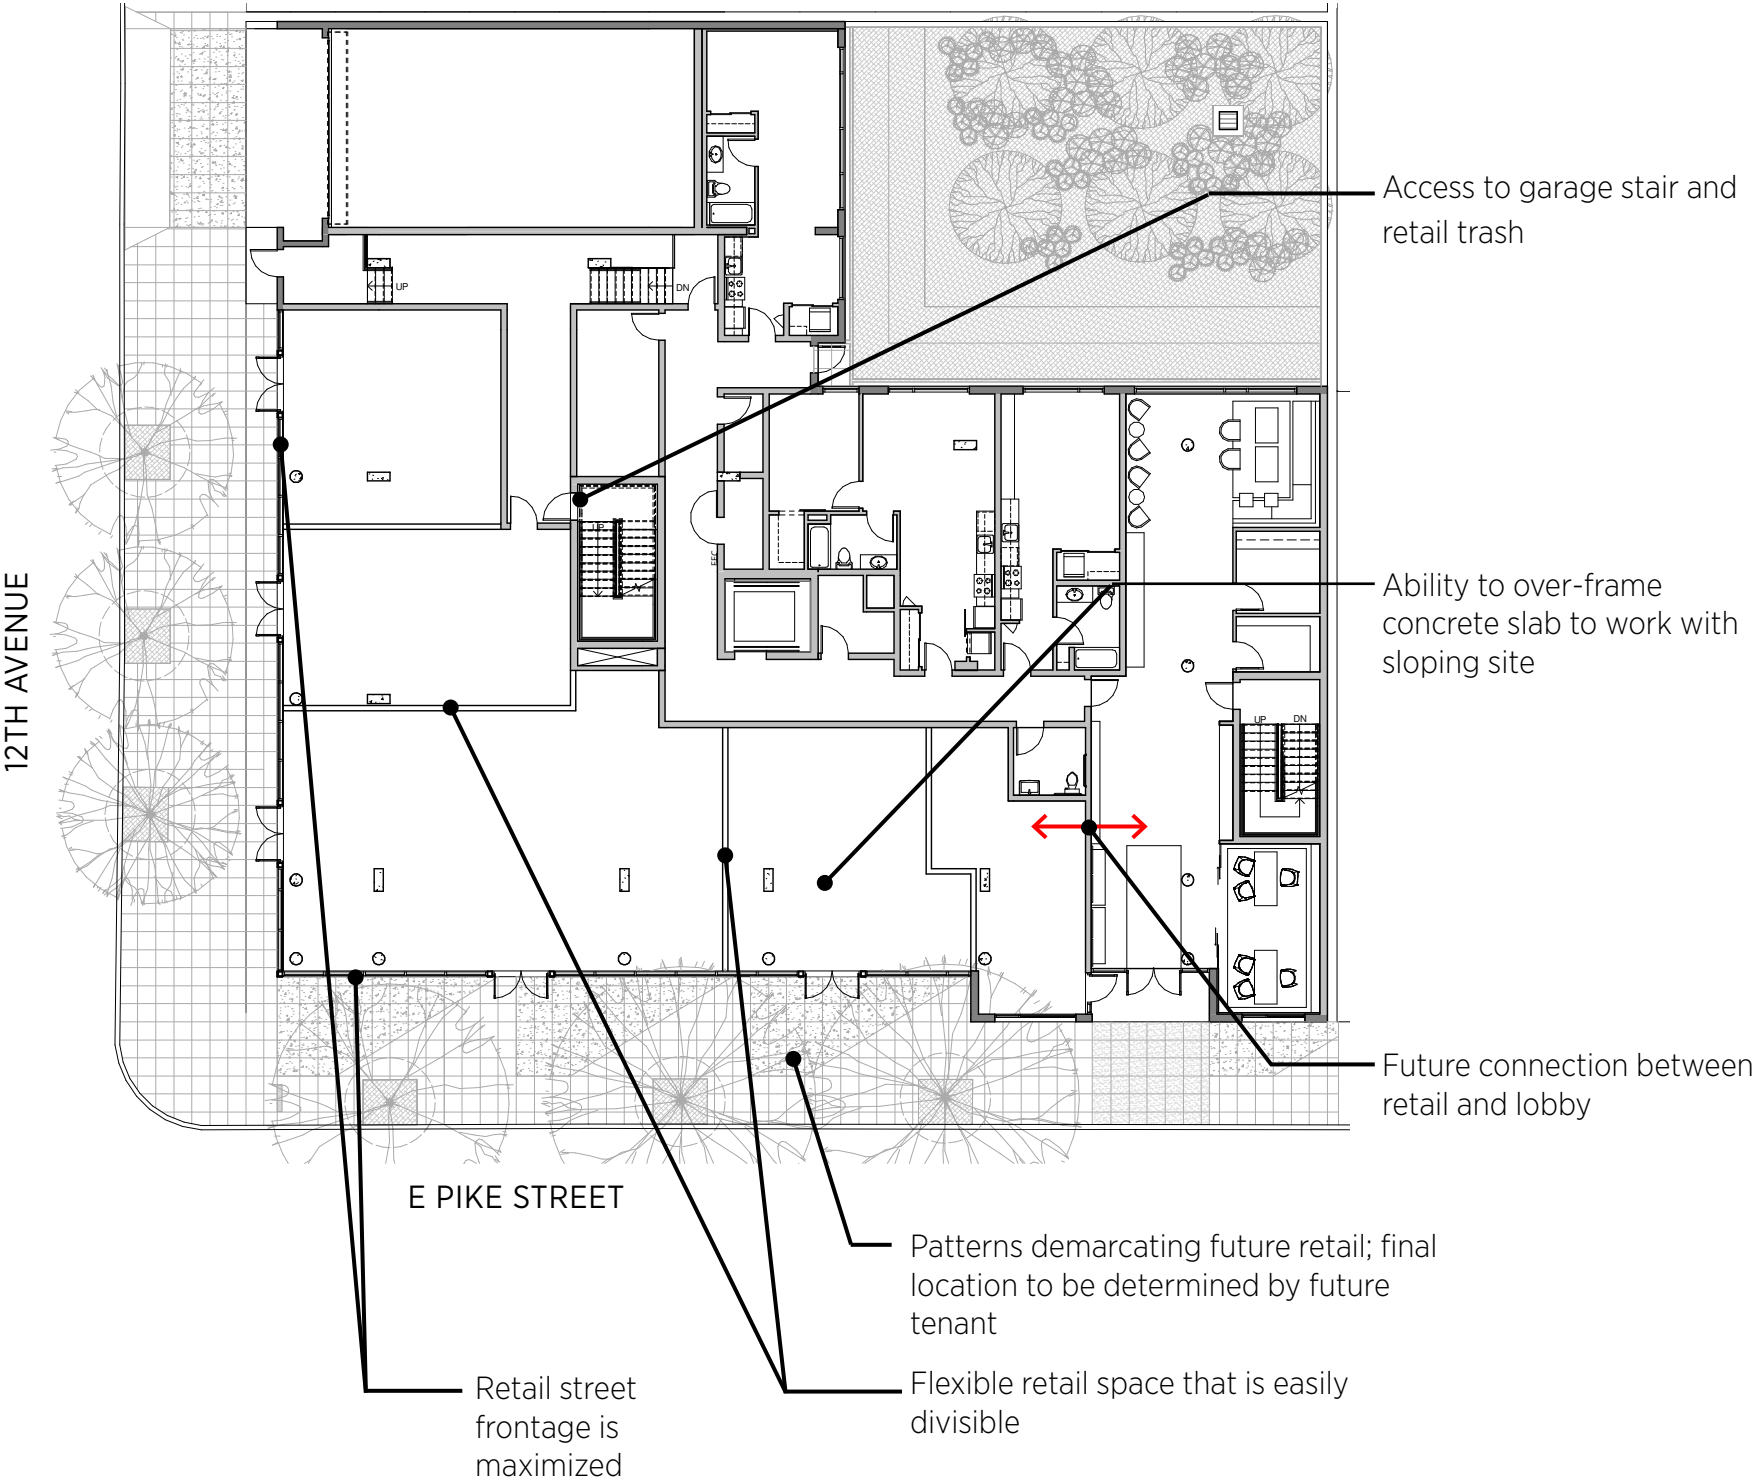 Access to garage stair and
retail trash
UP
DN
UP
FEC
Ability to over-frame
concrete slab to work with
sloping site
12TH AVENUE
UP
DN
Future connection between
retail and lobby
E PIKE STREET
Patterns demarcating future retail; final
location to be determined by future
tenant
Retail street
frontage is
maximized
Flexible retail space that is easily
divisible